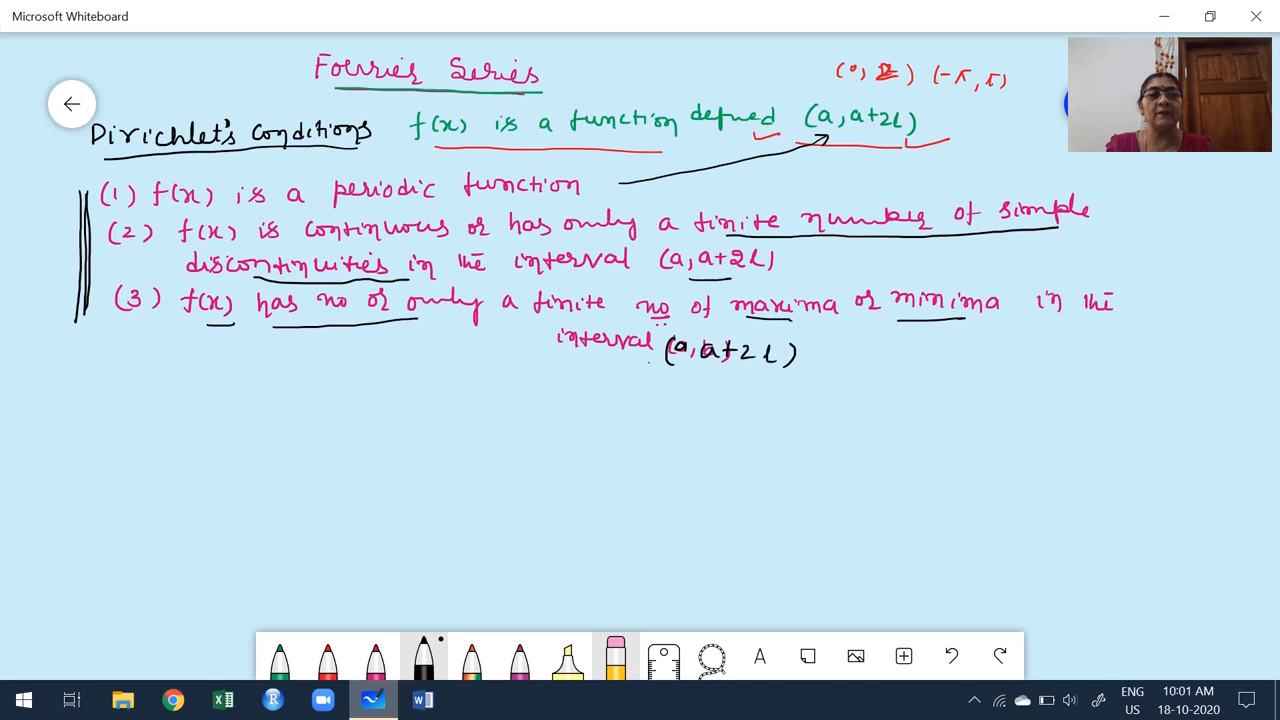 Microsoft Whiteboard
Fourier Series
(-π, π)
Dirichlet's conditions f(x) is a function defined (a, a+2l)
(1) f(x) is a periodic function
(2) f(x) is continuous or has only a finite number of simple
discontinuities in the interval (a, a+2l)
(3) f(x) has no or only a finite no of maxima or minima in the
interval (a, a+2l)
A
ENG
US
10:01 AM
18-10-2020